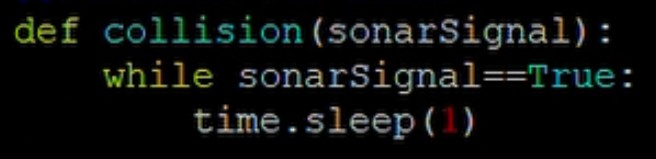 def collision(sonarSignal):
    while sonarSignal==True:
        time.sleep(1)